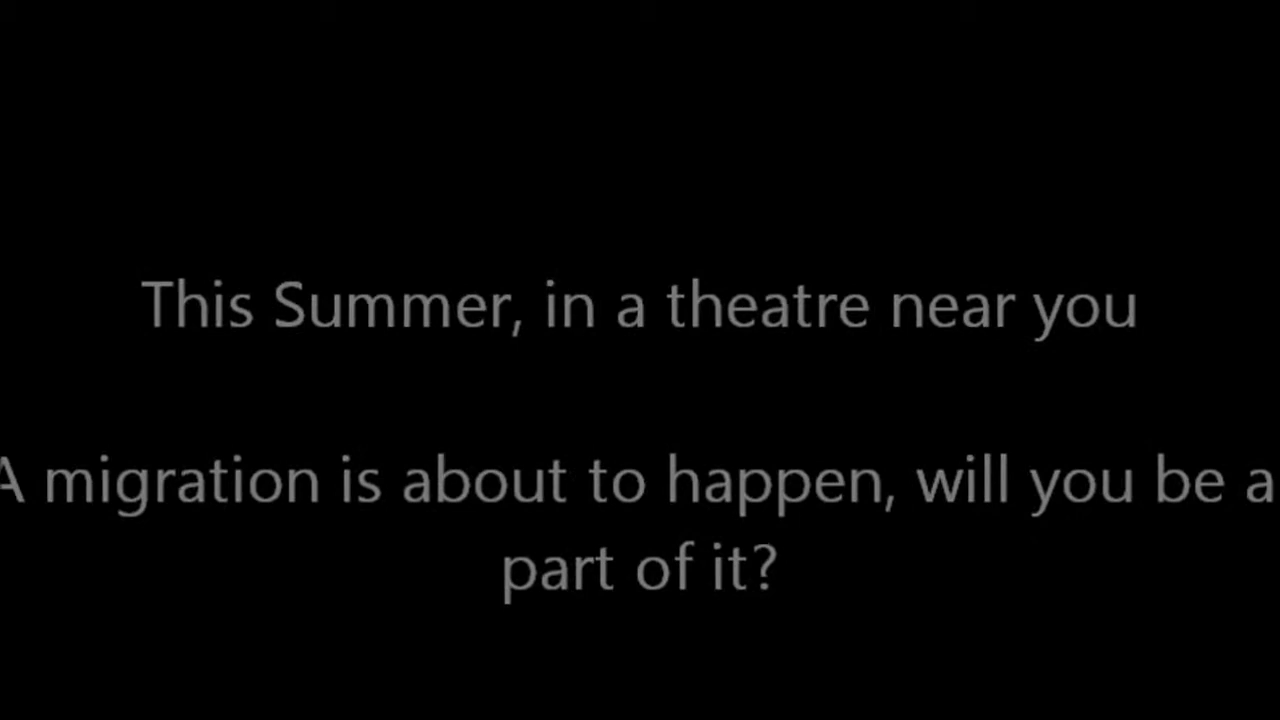 This Summer, in a theatre near you
A migration is about to happen, will you be a
part of it?